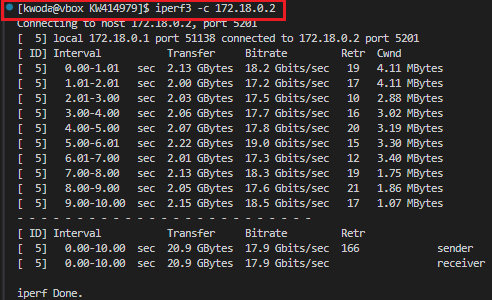 [kwoda@vbox KW414979]$ iperf3 -c 172.18.0.2
Connecting to host 172.18.0.2, port 5201
[  5] local 172.18.0.1 port 51138 connected to 172.18.0.2 port 5201
[ ID] Interval           Transfer     Bitrate         Retr  Cwnd
[  5]   0.00-1.01   sec  2.13 GBytes  18.2 Gbits/sec   19   4.11 MBytes
[  5]   1.01-2.01   sec  2.00 GBytes  17.2 Gbits/sec   17   4.11 MBytes
[  5]   2.01-3.00   sec  2.03 GBytes  17.5 Gbits/sec   10   2.88 MBytes
[  5]   3.00-4.00   sec  2.06 GBytes  17.7 Gbits/sec   16   3.02 MBytes
[  5]   4.00-5.00   sec  2.07 GBytes  17.8 Gbits/sec   20   3.19 MBytes
[  5]   5.00-6.01   sec  2.22 GBytes  19.0 Gbits/sec   15   3.30 MBytes
[  5]   6.01-7.00   sec  2.01 GBytes  17.3 Gbits/sec   12   3.40 MBytes
[  5]   7.00-8.00   sec  2.13 GBytes  18.3 Gbits/sec   19   1.75 MBytes
[  5]   8.00-9.00   sec  2.05 GBytes  17.6 Gbits/sec   21   1.86 MBytes
[  5]   9.00-10.00  sec  2.15 GBytes  18.5 Gbits/sec   17   1.07 MBytes
- - - - - - - - - - - - - - - - - - - - - - - - -
[ ID] Interval           Transfer     Bitrate         Retr
[  5]   0.00-10.00  sec  20.9 GBytes  17.9 Gbits/sec  166             sender
[  5]   0.00-10.00  sec  20.9 GBytes  17.9 Gbits/sec                  receiver
iperf Done.